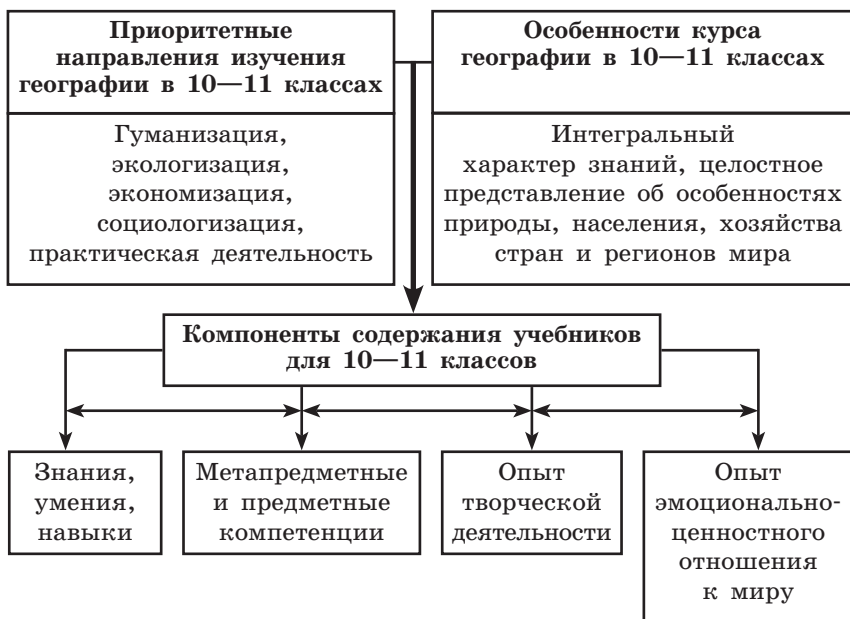 Приоритетные
направления изучения
географии в 10—11 классах
Гуманизация,
экологизация,
экономизация,
социологизация,
практическая деятельность
Особенности курса
географии в 10—11 классах
Интегральный
характер знаний, целостное
представление об особенностях
природы, населения, хозяйства
стран и регионов мира
Компоненты содержания учебников
для 10—11 классов
Знания,
умения,
навыки
Метапредметные
и предметные
компетенции
Опыт
творческой
деятельности
Опыт
эмоционально-
ценностного
отношения
к миру